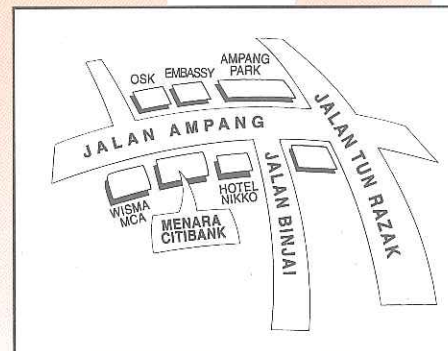 OSK
EMBASSY
AMPANG
PARK
JALAN AMPANG
JALAN TUN RAZAK
JALAN BINJAI
WISMA
MCA
MENARA
CITIBANK
HOTEL
NIKKO